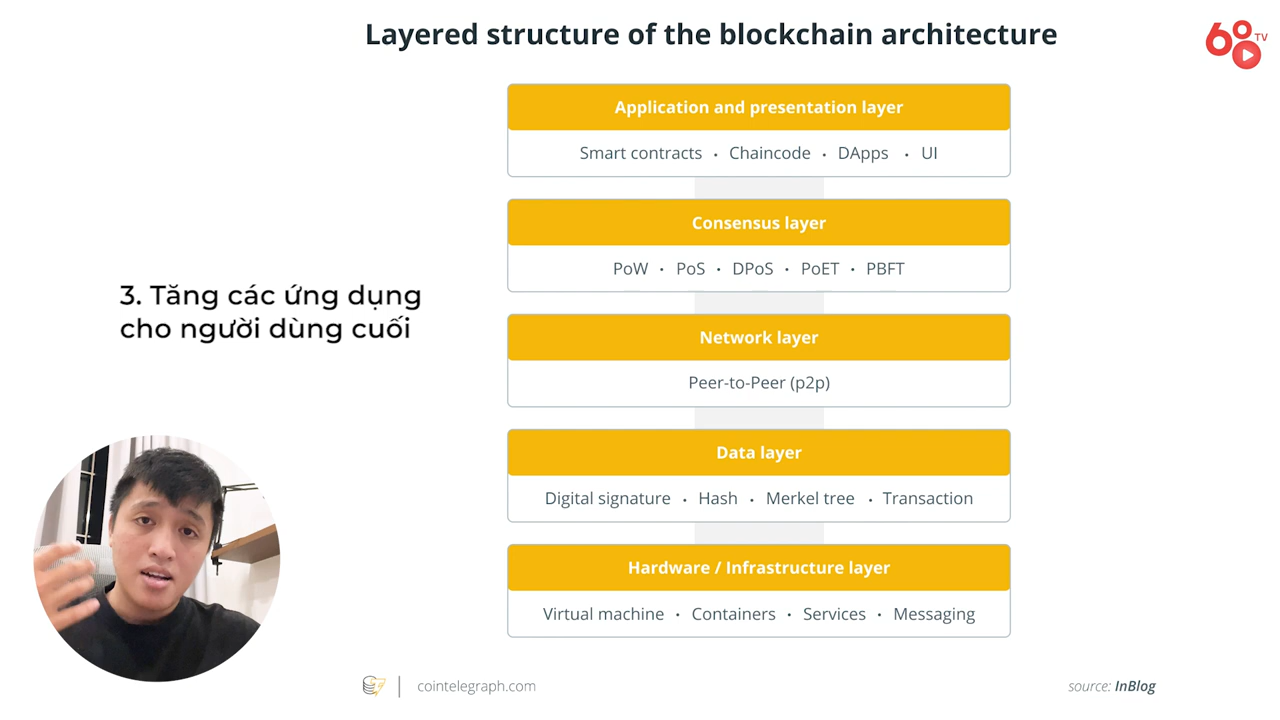 Layered structure of the blockchain architecture
68 TV
Application and presentation layer
Smart contracts • Chaincode • DApps • UI
Consensus layer
PoW • PoS • DPoS • PoET • PBFT
3. Tăng các ứng dụng
cho người dùng cuối
Network layer
Peer-to-Peer (p2p)
Data layer
Digital signature • Hash • Merkel tree • Transaction
Hardware / Infrastructure layer
Virtual machine • Containers • Services • Messaging
cointelegraph.com
source: InBlog